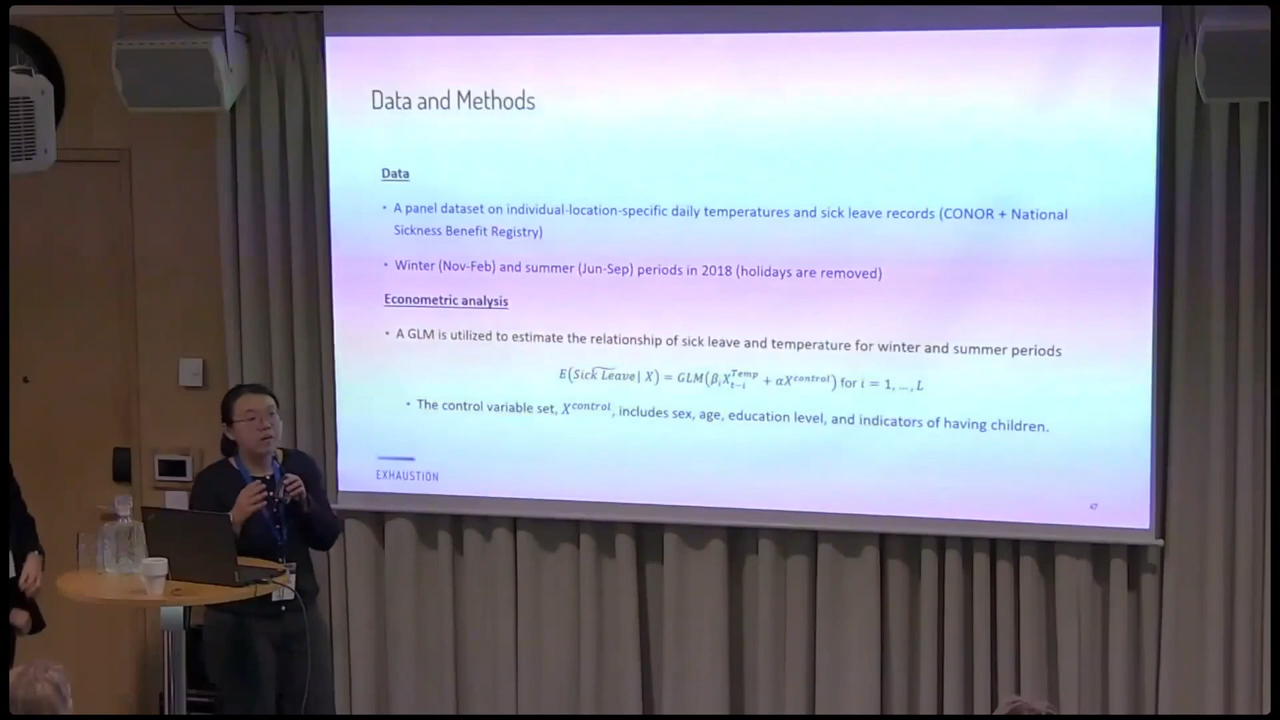 Data and Methods
Data
• A panel dataset on individual-location-specific daily temperatures and sick leave records (CONOR + National
Sickness Benefit Registry)
• Winter (Nov-Feb) and summer (Jun-Sep) periods in 2018 (holidays are removed)
Econometric analysis
• A GLM is utilized to estimate the relationship of sick leave and temperature for winter and summer periods
E(Sick Leave| X) = GLM(β_i X_{t-i}^{Temp} + αX^{control}) for i = 1, ..., L
• The control variable set, X^{control}, includes sex, age, education level, and indicators of having children.
EXHAUSTION
47